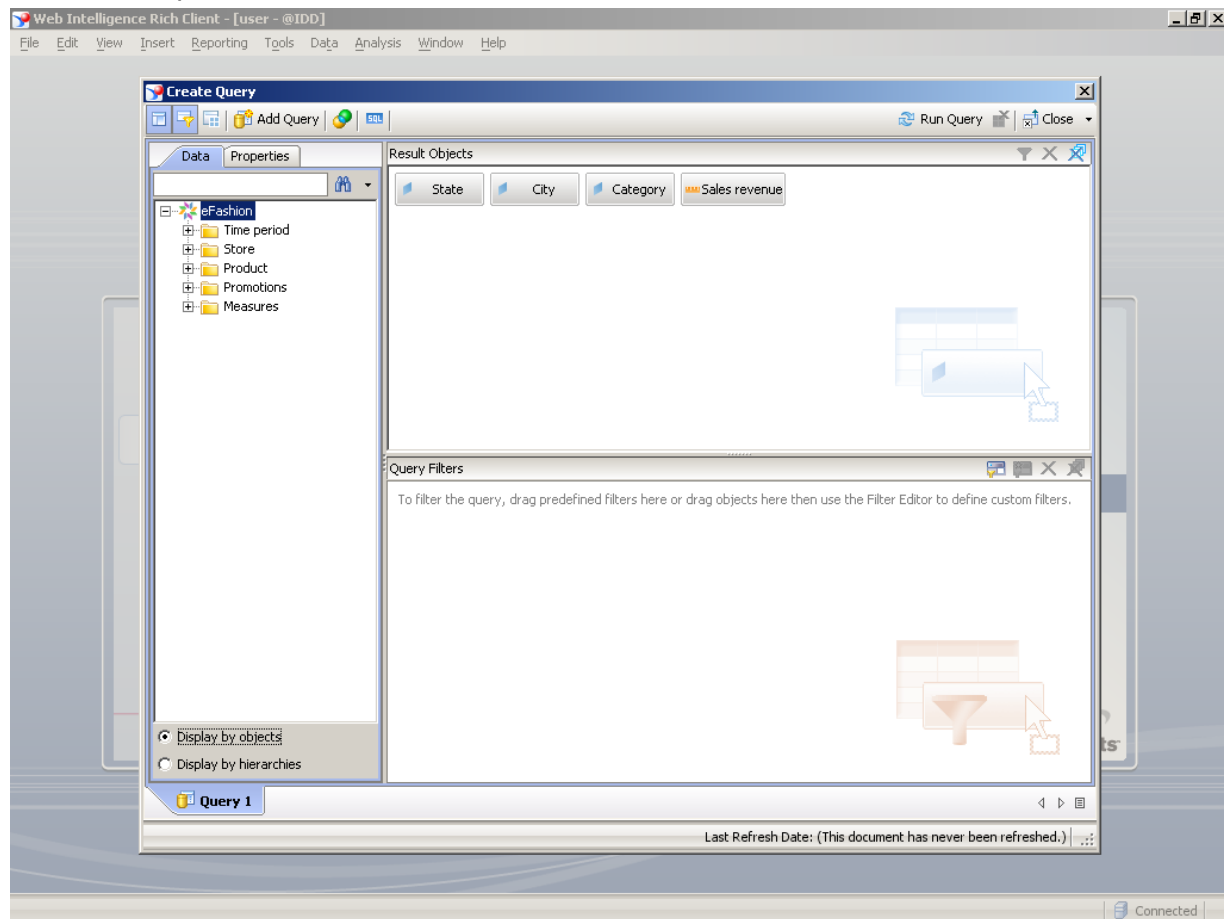 Web Intelligence Rich Client - [user - @IDD]
File Edit View Insert Reporting Tools Data Analysis Window Help
Create Query
Add Query SQL Run Query Close
Data Properties
Result Objects
State City Category Sales revenue
eFashion
Time period
Store
Product
Promotions
Measures
Query Filters
To filter the query, drag predefined filters here or drag objects here then use the Filter Editor to define custom filters.
Display by objects
Display by hierarchies
Query 1
Last Refresh Date: (This document has never been refreshed.)
Connected